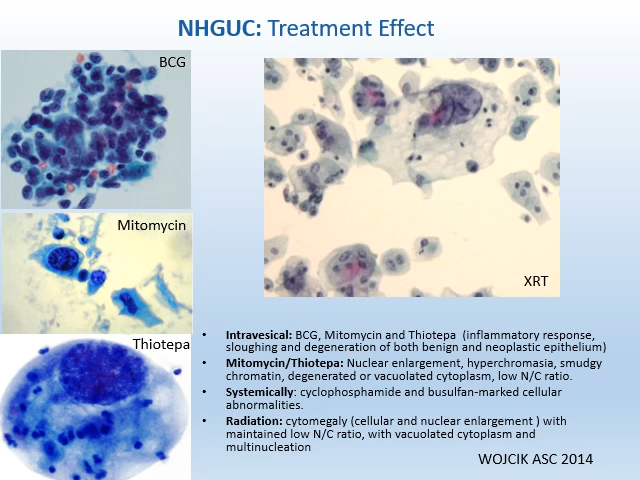 NHGUC: Treatment Effect
BCG
Mitomycin
Thiotepa
XRT
• Intravesical: BCG, Mitomycin and Thiotepa (inflammatory response,
sloughing and degeneration of both benign and neoplastic epithelium)
• Mitomycin/Thiotepa: Nuclear enlargement, hyperchromasia, smudgy
chromatin, degenerated or vacuolated cytoplasm, low N/C ratio.
• Systemically: cyclophosphamide and busulfan-marked cellular
abnormalities.
• Radiation: cytomegaly (cellular and nuclear enlargement ) with
maintained low N/C ratio, with vacuolated cytoplasm and
multinucleation
WOJCIK ASC 2014